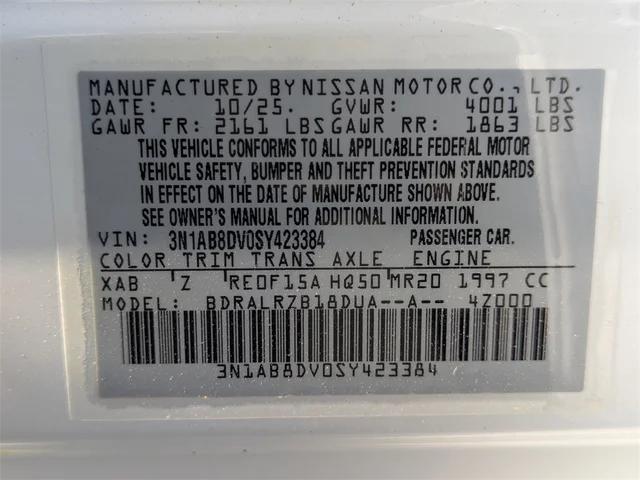 MANUFACTURED BY NISSAN MOTOR CO., LTD.
DATE: 10/25. GVWR: 4001 LBS
GAWR FR: 2161 LBS GAWR RR: 1863 LBS
THIS VEHICLE CONFORMS TO ALL APPLICABLE FEDERAL MOTOR
VEHICLE SAFETY, BUMPER AND THEFT PREVENTION STANDARDS
IN EFFECT ON THE DATE OF MANUFACTURE SHOWN ABOVE.
SEE OWNER'S MANUAL FOR ADDITIONAL INFORMATION.
VIN: 3N1AB8DV0SY423384 PASSENGER CAR.
COLOR TRIM TRANS AXLE ENGINE
XAB Z RE0F15A HQ50 MR20 1997 CC
MODEL: BDRALRZB18DUA--A-- 4Z000
3N1AB8DV0SY423384